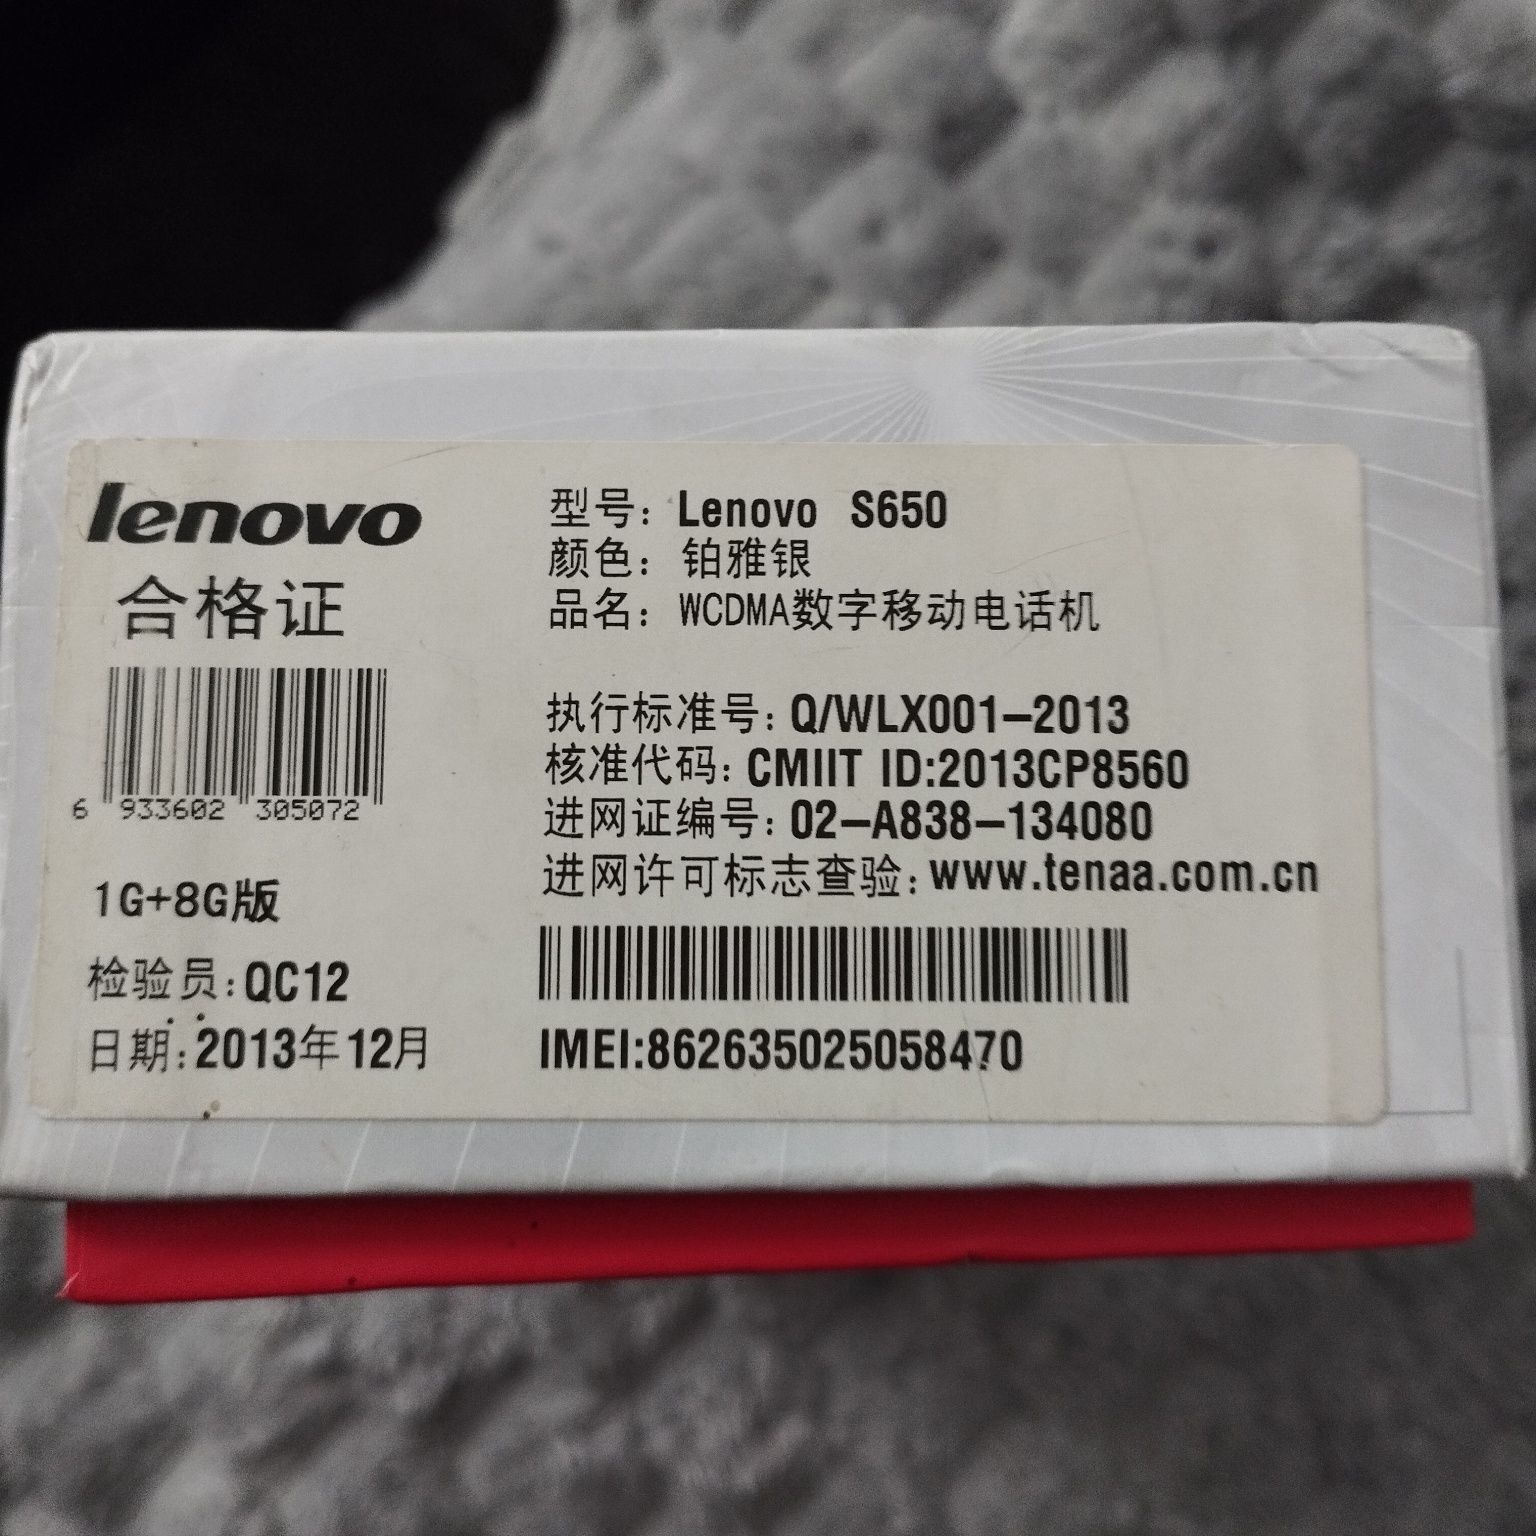 lenovo
合格证
6 933602 305072
1G+8G版
检验员:QC12
日期:2013年12月
型号: Lenovo S650
颜色: 铂雅银
品名: WCDMA数字移动电话机
执行标准号: Q/WLX001-2013
核准代码: CMIIT ID:2013CP8560
进网证编号: 02-A838-134080
进网许可标志查验: www.tenaa.com.cn
IMEI:862635025058470